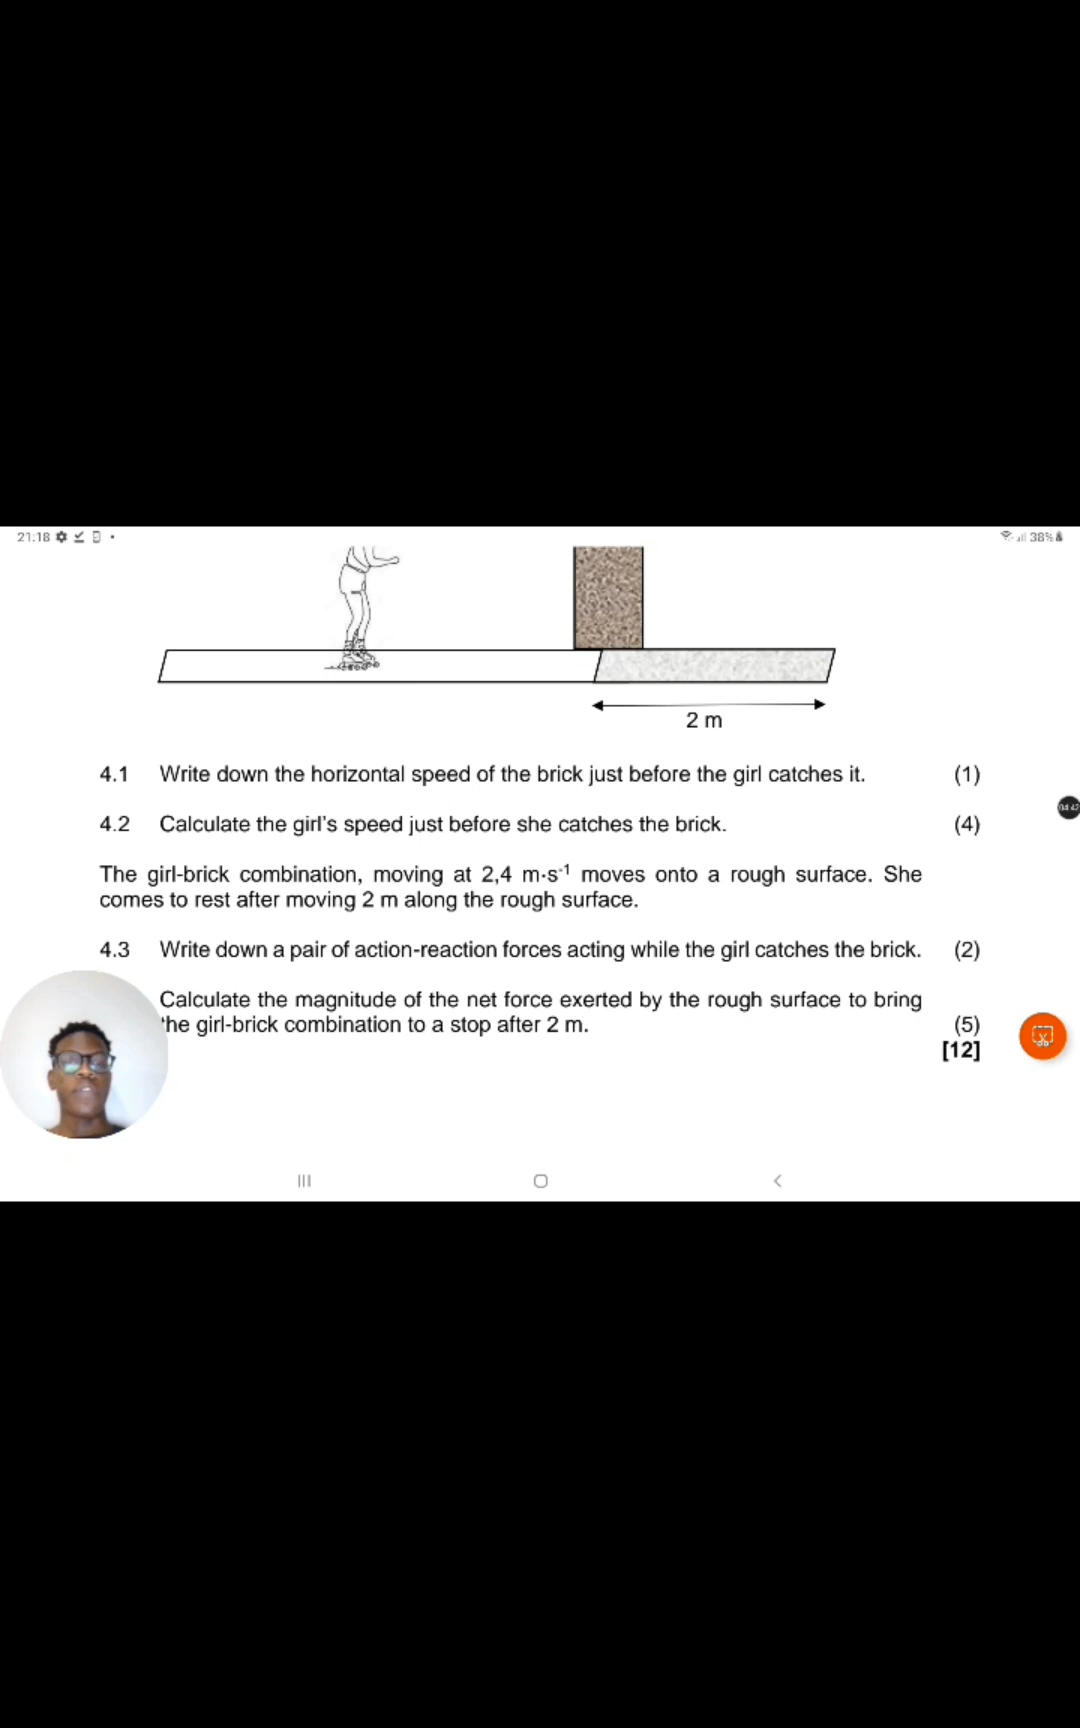 21:18
38%
2 m
4.1 Write down the horizontal speed of the brick just before the girl catches it. (1)
4.2 Calculate the girl's speed just before she catches the brick. (4)
The girl-brick combination, moving at 2,4 m·s⁻¹ moves onto a rough surface. She
comes to rest after moving 2 m along the rough surface.
4.3 Write down a pair of action-reaction forces acting while the girl catches the brick. (2)
Calculate the magnitude of the net force exerted by the rough surface to bring
the girl-brick combination to a stop after 2 m. (5)
[12]